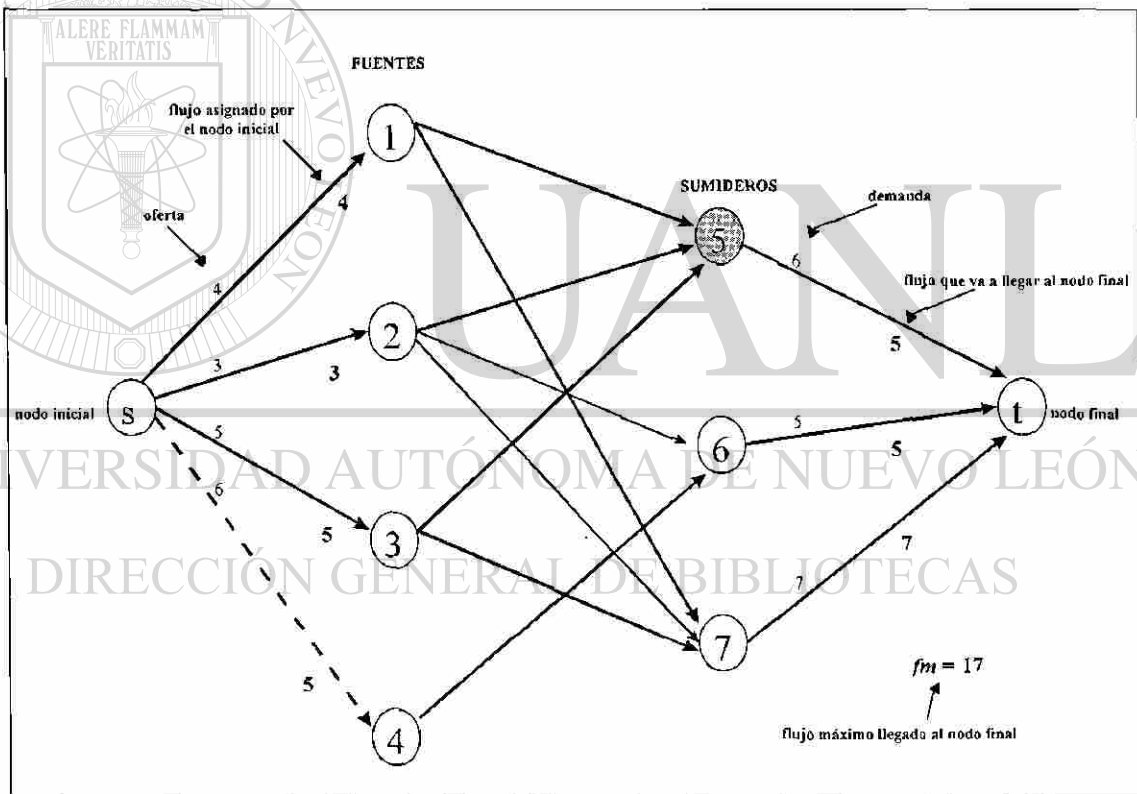 ALERE FLAMMAM
VERITATIS
FUENTES
flujo asignado por
el nodo inicial
1
4
SUMIDEROS
demanda
oferta
UANL
5
6
flujo que va a llegar al nodo final
4
2
5
3
3
nodo inicial
s
t
nodo final
5
5
5
6
UNIVERSIDAD AUTÓNOMA DE NUEVO LEÓN
6
5
3
7
DIRECCIÓN GENERAL DE BIBLIOTECAS
7
7
5
fm = 17
4
flujo máximo llegado al nodo final